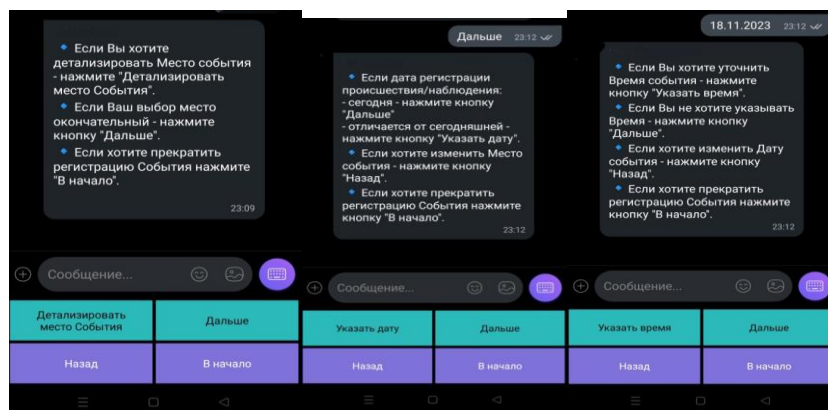 🔹 Если Вы хотите
детализировать Место события
- нажмите "Детализировать
место События".
🔹 Если Ваш выбор место
окончательный - нажмите
кнопку "Дальше".
🔹 Если хотите прекратить
регистрацию События нажмите
"В начало".
23:09
Сообщение...
Детализировать
место События
Дальше
Назад
В начало
Дальше 23:12
🔹 Если дата регистрации
происшествия/наблюдения:
- сегодня - нажмите кнопку
"Дальше"
- отличается от сегодняшней -
нажмите кнопку "Указать дату".
🔹 Если хотите изменить Место
события - нажмите кнопку
"Назад".
🔹 Если хотите прекратить
регистрацию События нажмите
кнопку "В начало".
23:12
Сообщение...
Указать дату
Дальше
Назад
В начало
18.11.2023 23:12
🔹 Если Вы хотите уточнить
Время события - нажмите
кнопку "Указать время".
🔹 Если Вы не хотите указывать
Время - нажмите кнопку
"Дальше".
🔹 Если хотите изменить Дату
события - нажмите кнопку
"Назад".
🔹 Если хотите прекратить
регистрацию События нажмите
кнопку "В начало".
23:12
Сообщение...
Указать время
Дальше
Назад
В начало